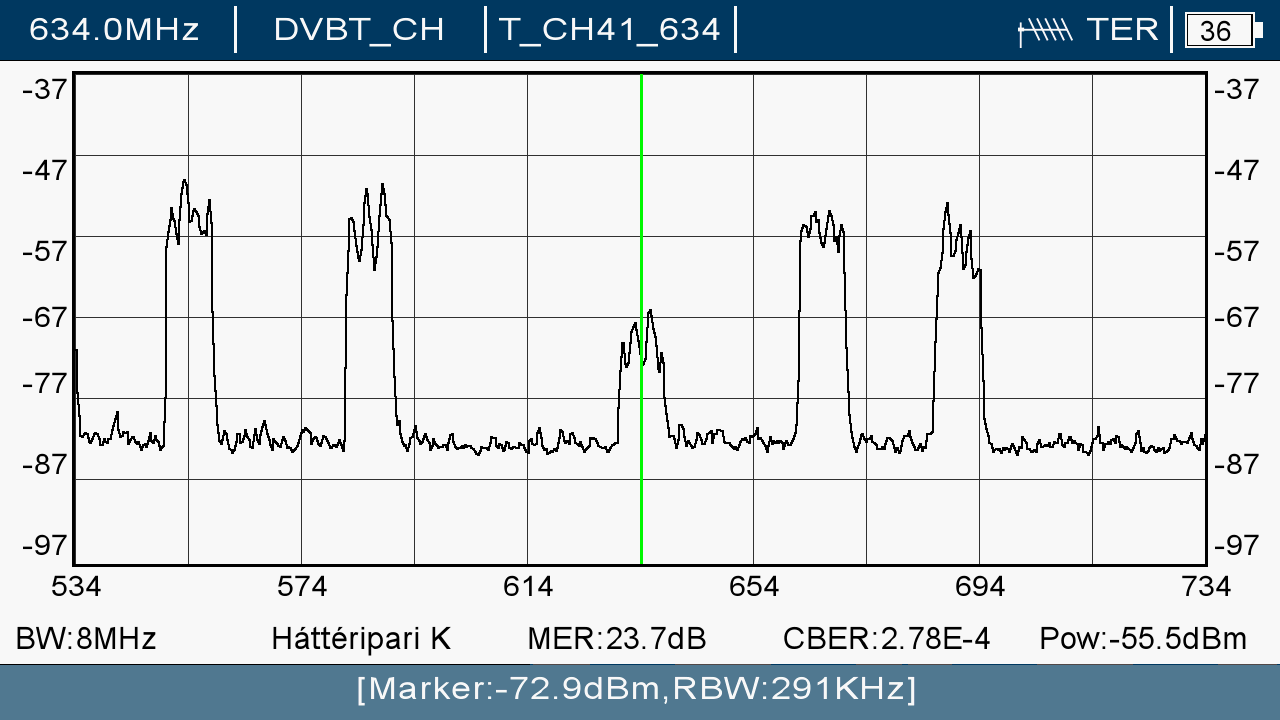 634.0MHz DVBT_CH T_CH41_634 TER 36
-37 -37
-47 -47
-57 -57
-67 -67
-77 -77
-87 -87
-97 -97
534 574 614 654 694 734
BW:8MHz Háttéripari K MER:23.7dB CBER:2.78E-4 Pow:-55.5dBm
[Marker:-72.9dBm,RBW:291KHz]